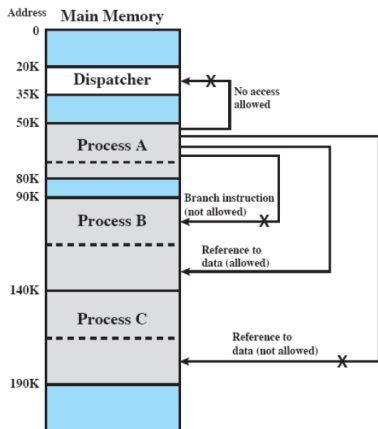 Address
Main Memory
0
20K
Dispatcher
X
35K
No access
allowed
50K
Process A
80K
90K
Branch instruction
(not allowed)
X
Process B
Reference to
data (allowed)
140K
Process C
Reference to
data (not allowed)
X
190K